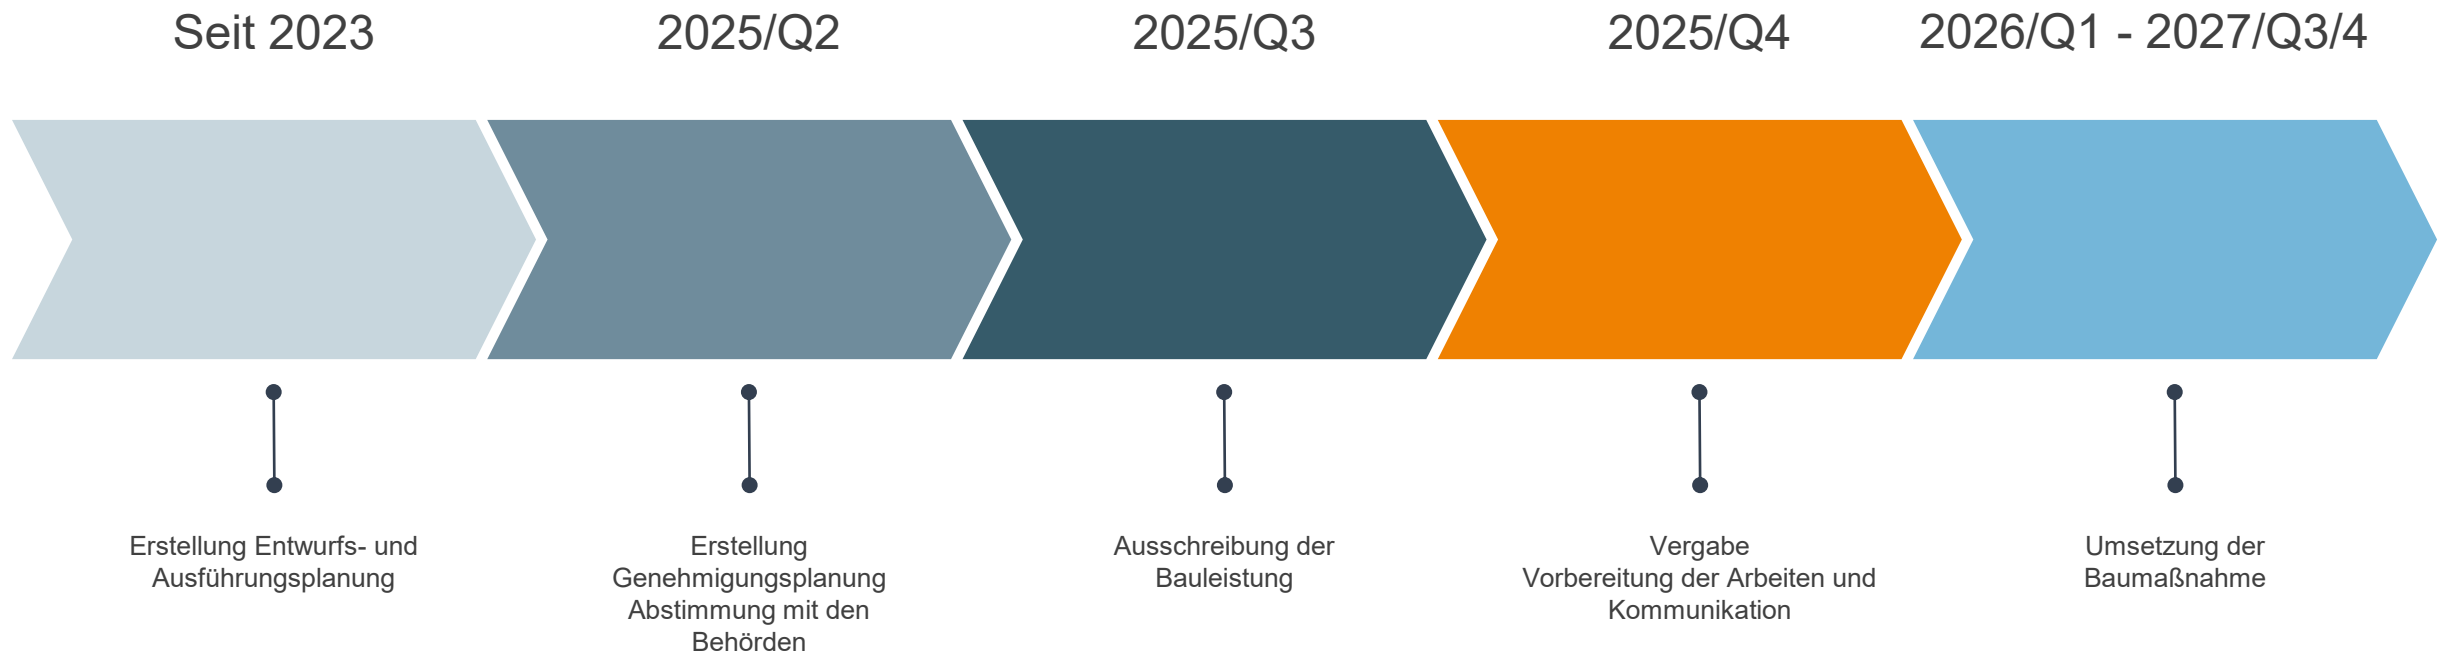 Seit 2023
2025/Q2
2025/Q3
2025/Q4
2026/Q1 - 2027/Q3/4
Erstellung Entwurfs- und
Ausführungsplanung
Erstellung
Genehmigungsplanung
Abstimmung mit den
Behörden
Ausschreibung der
Bauleistung
Vergabe
Vorbereitung der Arbeiten und
Kommunikation
Umsetzung der
Baumaßnahme